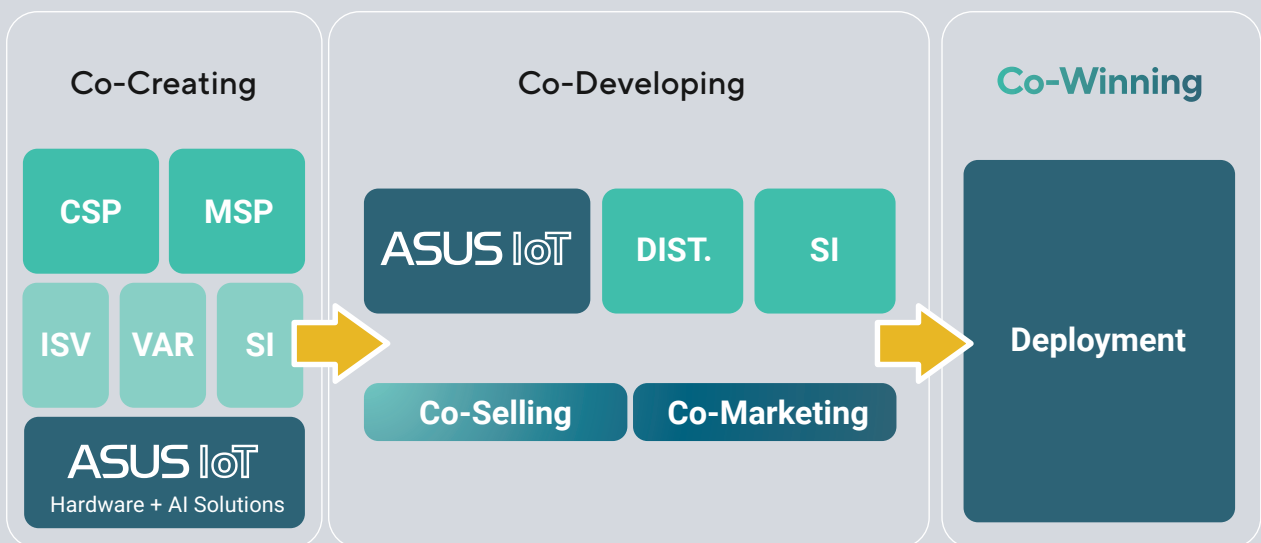 Co-Creating
CSP
MSP
ISV
VAR
SI
ASUS IoT
Hardware + AI Solutions
Co-Developing
ASUS IoT
DIST.
SI
Co-Selling
Co-Marketing
Co-Winning
Deployment